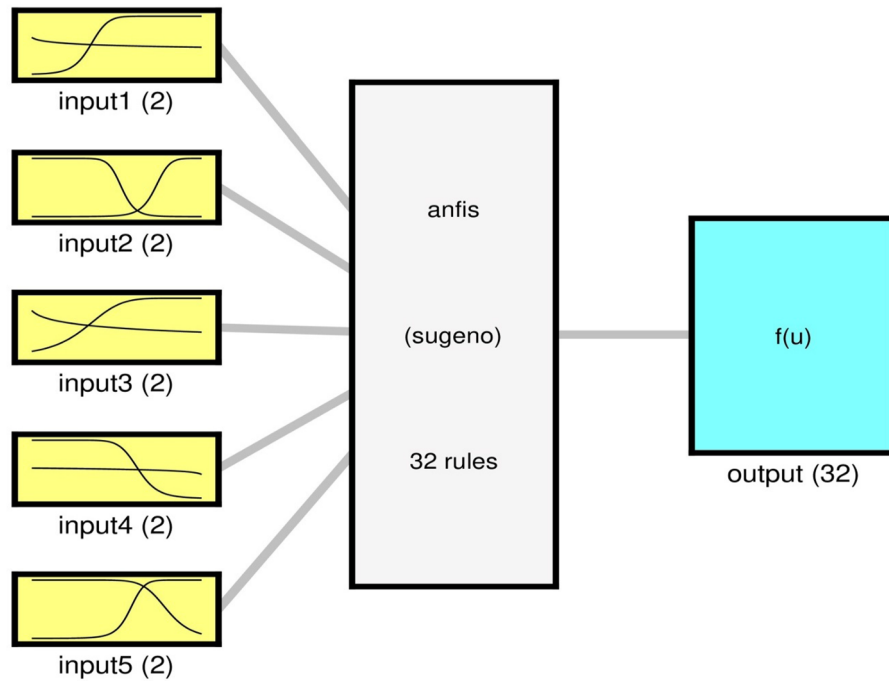 input1 (2)
input2 (2)
input3 (2)
input4 (2)
input5 (2)
anfis
(sugeno)
32 rules
f(u)
output (32)